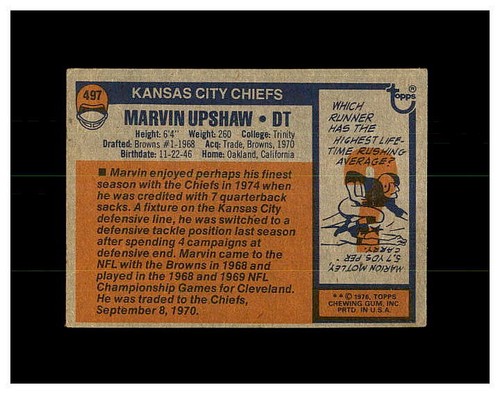 497
KANSAS CITY CHIEFS
MARVIN UPSHAW • DT
Height: 6'4" Weight: 260 College: Trinity
Drafted: Browns #1-1968 Acq: Trade, Browns, 1970
Birthdate: 11-22-46 Home: Oakland, California
■ Marvin enjoyed perhaps his finest
season with the Chiefs in 1974 when
he was credited with 7 quarterback
sacks. A fixture on the Kansas City
defensive line, he was switched to a
defensive tackle position last season
after spending 4 campaigns at
defensive end. Marvin came to the
NFL with the Browns in 1968 and
played in the 1968 and 1969 NFL
Championship Games for Cleveland.
He was traded to the Chiefs,
September 8, 1970.
topps®
WHICH
RUNNER
HAS THE
HIGHEST LIFE-
TIME RUSHING
AVERAGE?
MARION MOTLEY,
5.7 YDS. PER
CARRY.
** © 1976, TOPPS
CHEWING GUM, INC
PRTD. IN U.S.A.